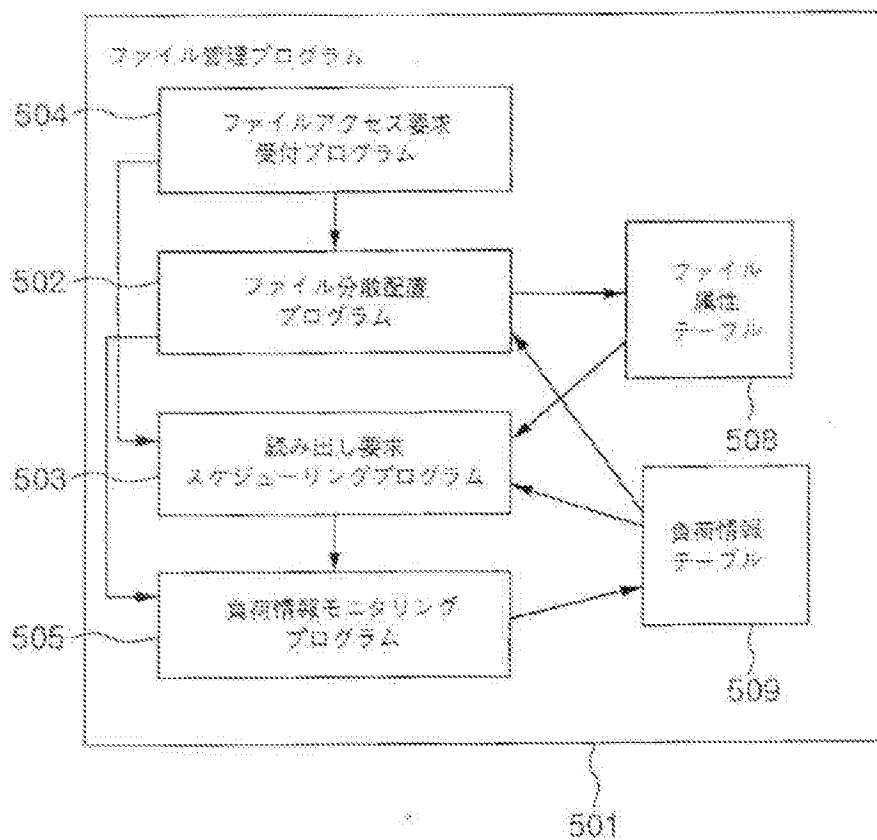 ファイル管理プログラム
504
ファイルアクセス要求
受付プログラム
502
ファイル分散配置
プログラム
ファイル
属性
テーブル
508
503
読み出し要求
スケジューリングプログラム
負荷情報
テーブル
509
505
負荷情報モニタリング
プログラム
501